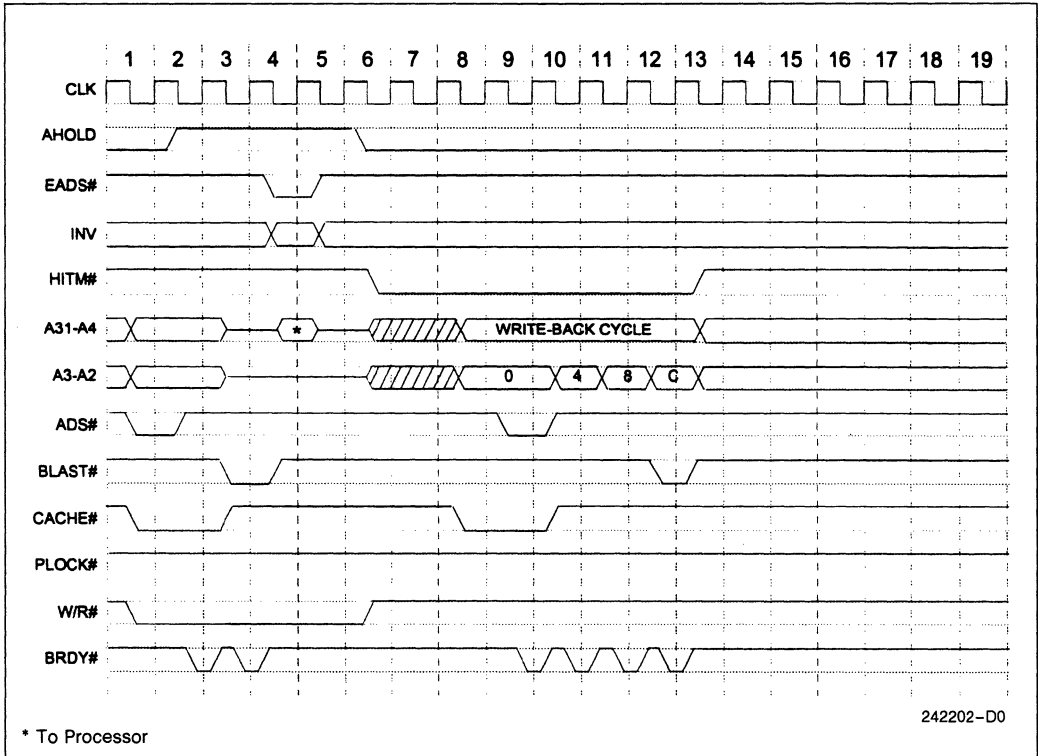 1 2 3 4 5 6 7 8 9 10 11 12 13 14 15 16 17 18 19
CLK
AHOLD
EADS#
INV
HITM#
A31-A4 * WRITE-BACK CYCLE
A3-A2 0 4 8 C
ADS#
BLAST#
CACHE#
PLOCK#
W/R#
BRDY#
242202-D0
* To Processor